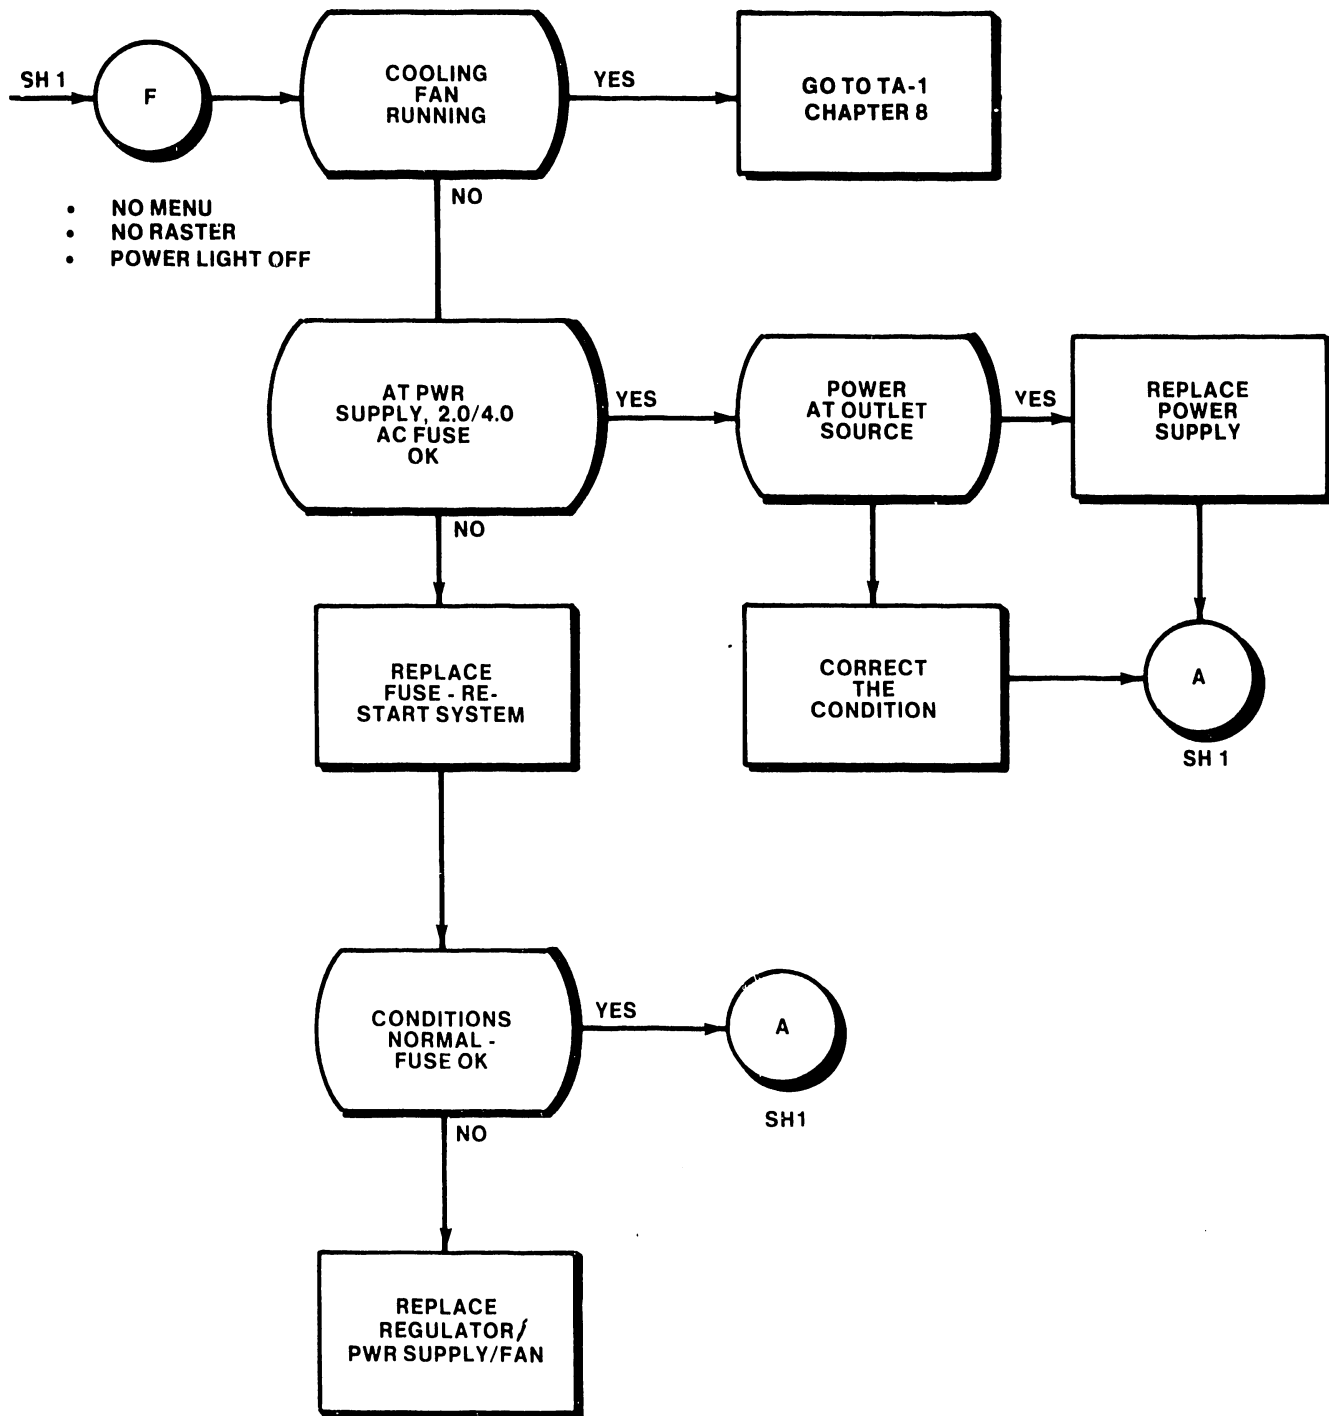 SH 1
F
COOLING
FAN
RUNNING
YES
GO TO TA-1
CHAPTER 8
NO
• NO MENU
• NO RASTER
• POWER LIGHT OFF
AT PWR
SUPPLY, 2.0/4.0
AC FUSE
OK
YES
POWER
AT OUTLET
SOURCE
YES
REPLACE
POWER
SUPPLY
NO
REPLACE
FUSE - RE-
START SYSTEM
CORRECT
THE
CONDITION
A
SH 1
CONDITIONS
NORMAL -
FUSE OK
YES
A
SH1
NO
REPLACE
REGULATOR/
PWR SUPPLY/FAN